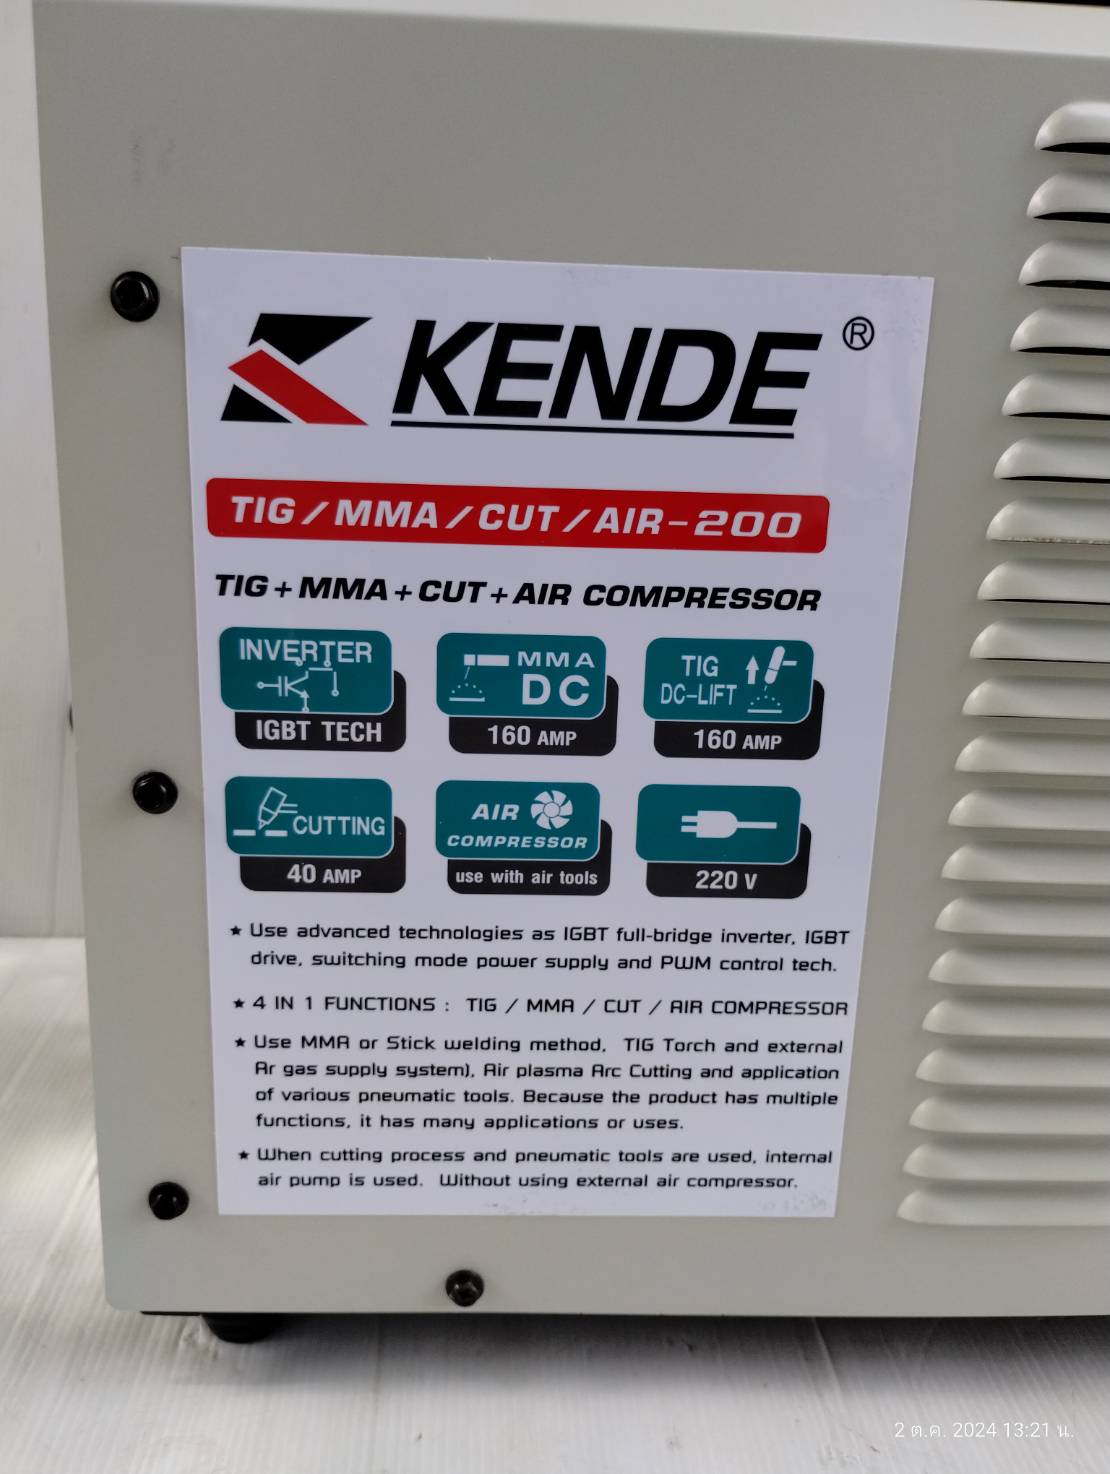 KENDE ®
TIG/MMA/CUT/AIR-200
TIG+MMA+CUT+AIR COMPRESSOR
INVERTER
IGBT TECH
MMA
DC
160 AMP
TIG
DC-LIFT
160 AMP
CUTTING
40 AMP
AIR
COMPRESSOR
use with air tools
220 V
★ Use advanced technologies as IGBT full-bridge inverter, IGBT
drive, switching mode power supply and PWM control tech.
★ 4 IN 1 FUNCTIONS : TIG / MMA / CUT / AIR COMPRESSOR
★ Use MMA or Stick welding method, TIG Torch and external
Ar gas supply system), Air plasma Arc Cutting and application
of various pneumatic tools. Because the product has multiple
functions, it has many applications or uses.
★ When cutting process and pneumatic tools are used, internal
air pump is used. Without using external air compressor.
2 ต.ค. 2024 13:21 น.